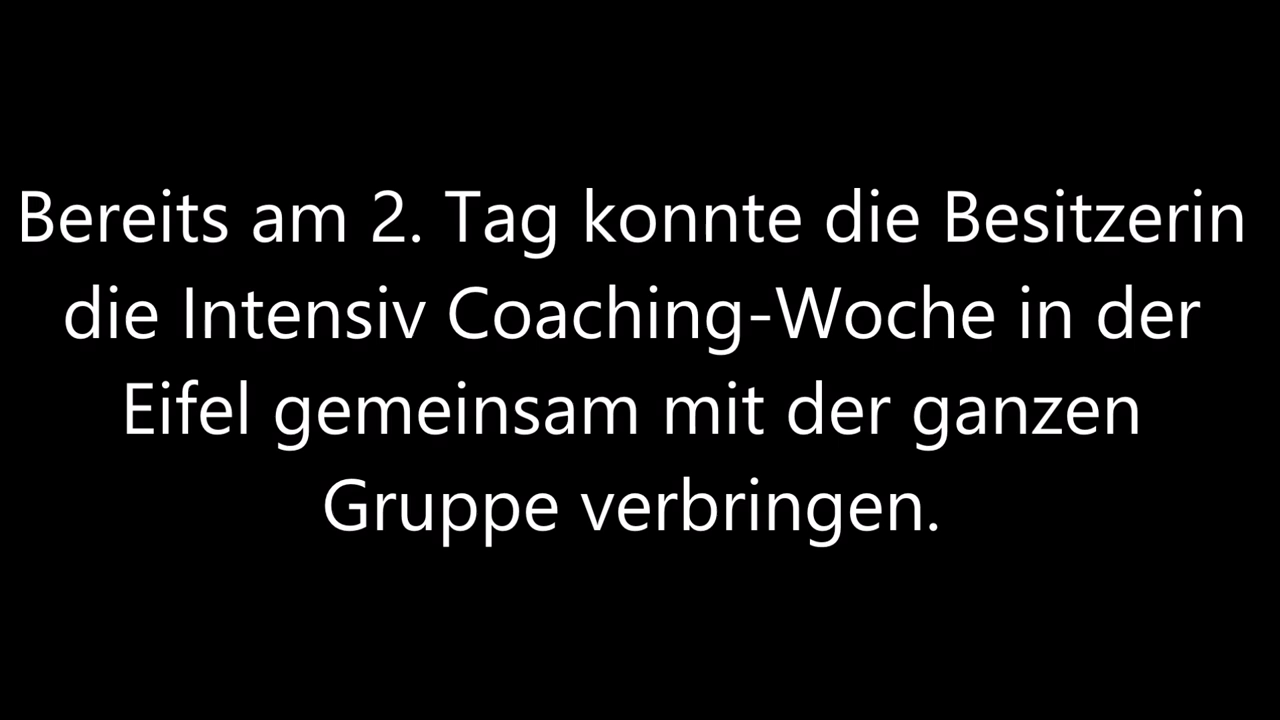 Bereits am 2. Tag konnte die Besitzerin
die Intensiv Coaching-Woche in der
Eifel gemeinsam mit der ganzen
Gruppe verbringen.